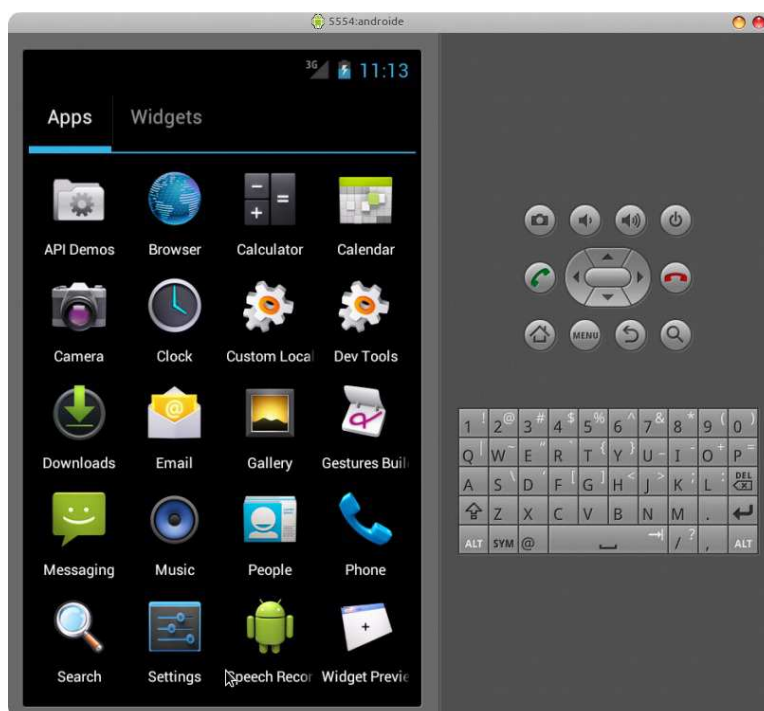 5554:androide
3G 11:13
Apps Widgets
API Demos Browser Calculator Calendar
Camera Clock Custom Local Dev Tools
Downloads Email Gallery Gestures Buil
Messaging Music People Phone
Search Settings Speech Recor Widget Previe
MENU
1 ! 2 @ 3 # 4 $ 5 % 6 ^ 7 & 8 * 9 ( 0 )
Q | W ~ E " R ` T { Y } U _ I - O + P =
A S \ D ' F [ G ] H < J > K ; L : DEL
Z X C V B N M .
ALT SYM @ / ? , ALT